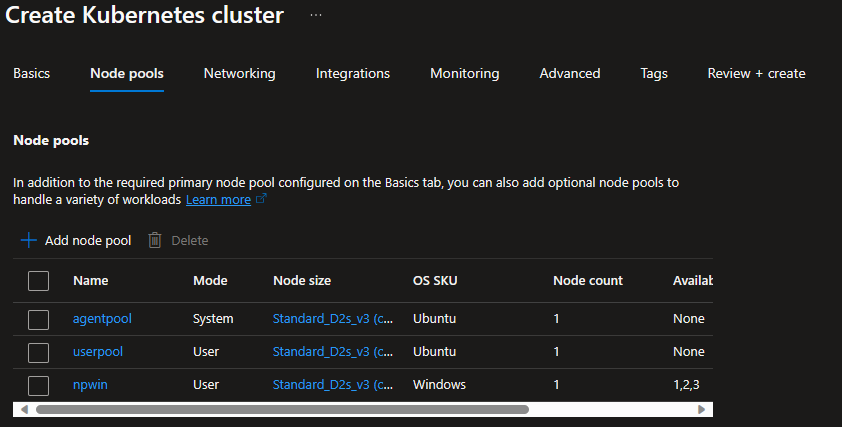 Create Kubernetes cluster ...
Basics Node pools Networking Integrations Monitoring Advanced Tags Review + create
Node pools
In addition to the required primary node pool configured on the Basics tab, you can also add optional node pools to
handle a variety of workloads Learn more
Add node pool Delete
Name Mode Node size OS SKU Node count Availab
agentpool System Standard_D2s_v3 (c... Ubuntu 1 None
userpool User Standard_D2s_v3 (c... Ubuntu 1 None
npwin User Standard_D2s_v3 (c... Windows 1 1,2,3